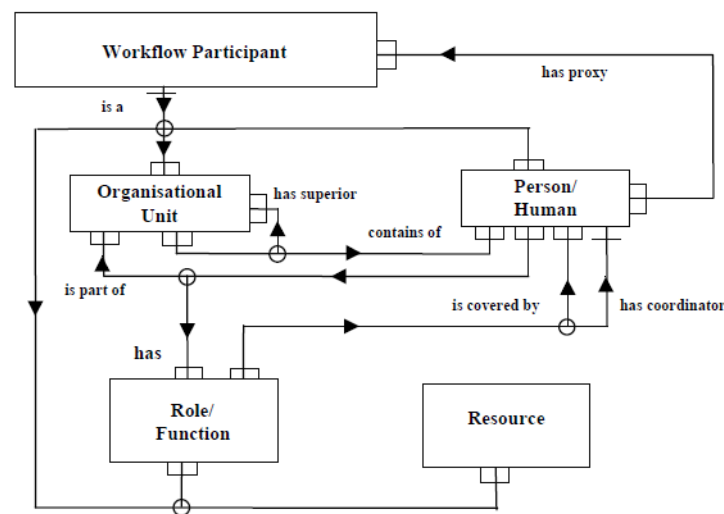 Workflow Participant
has proxy
is a
Organisational
Unit
has superior
Person/
Human
contains of
is part of
is covered by
has coordinator
has
Role/
Function
Resource